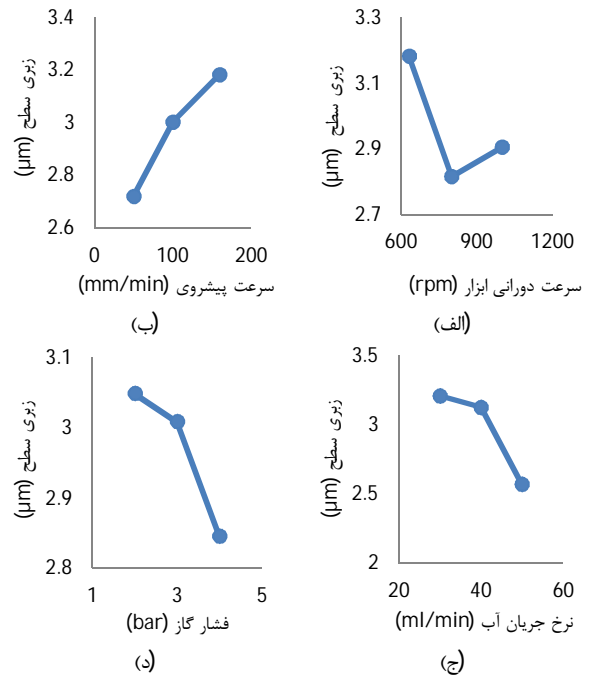 3.3
3.1
2.9
2.7
600
900
1200
زبری سطح (µm)
سرعت دورانی ابزار (rpm)
(الف)
3.4
3.2
3
2.8
2.6
0
100
200
زبری سطح (µm)
سرعت پیشروی (mm/min)
(ب)
3.5
3
2.5
2
20
40
60
زبری سطح (µm)
نرخ جریان آب (ml/min)
(ج)
3.1
3
2.9
2.8
1
3
5
زبری سطح (µm)
فشار گاز (bar)
(د)